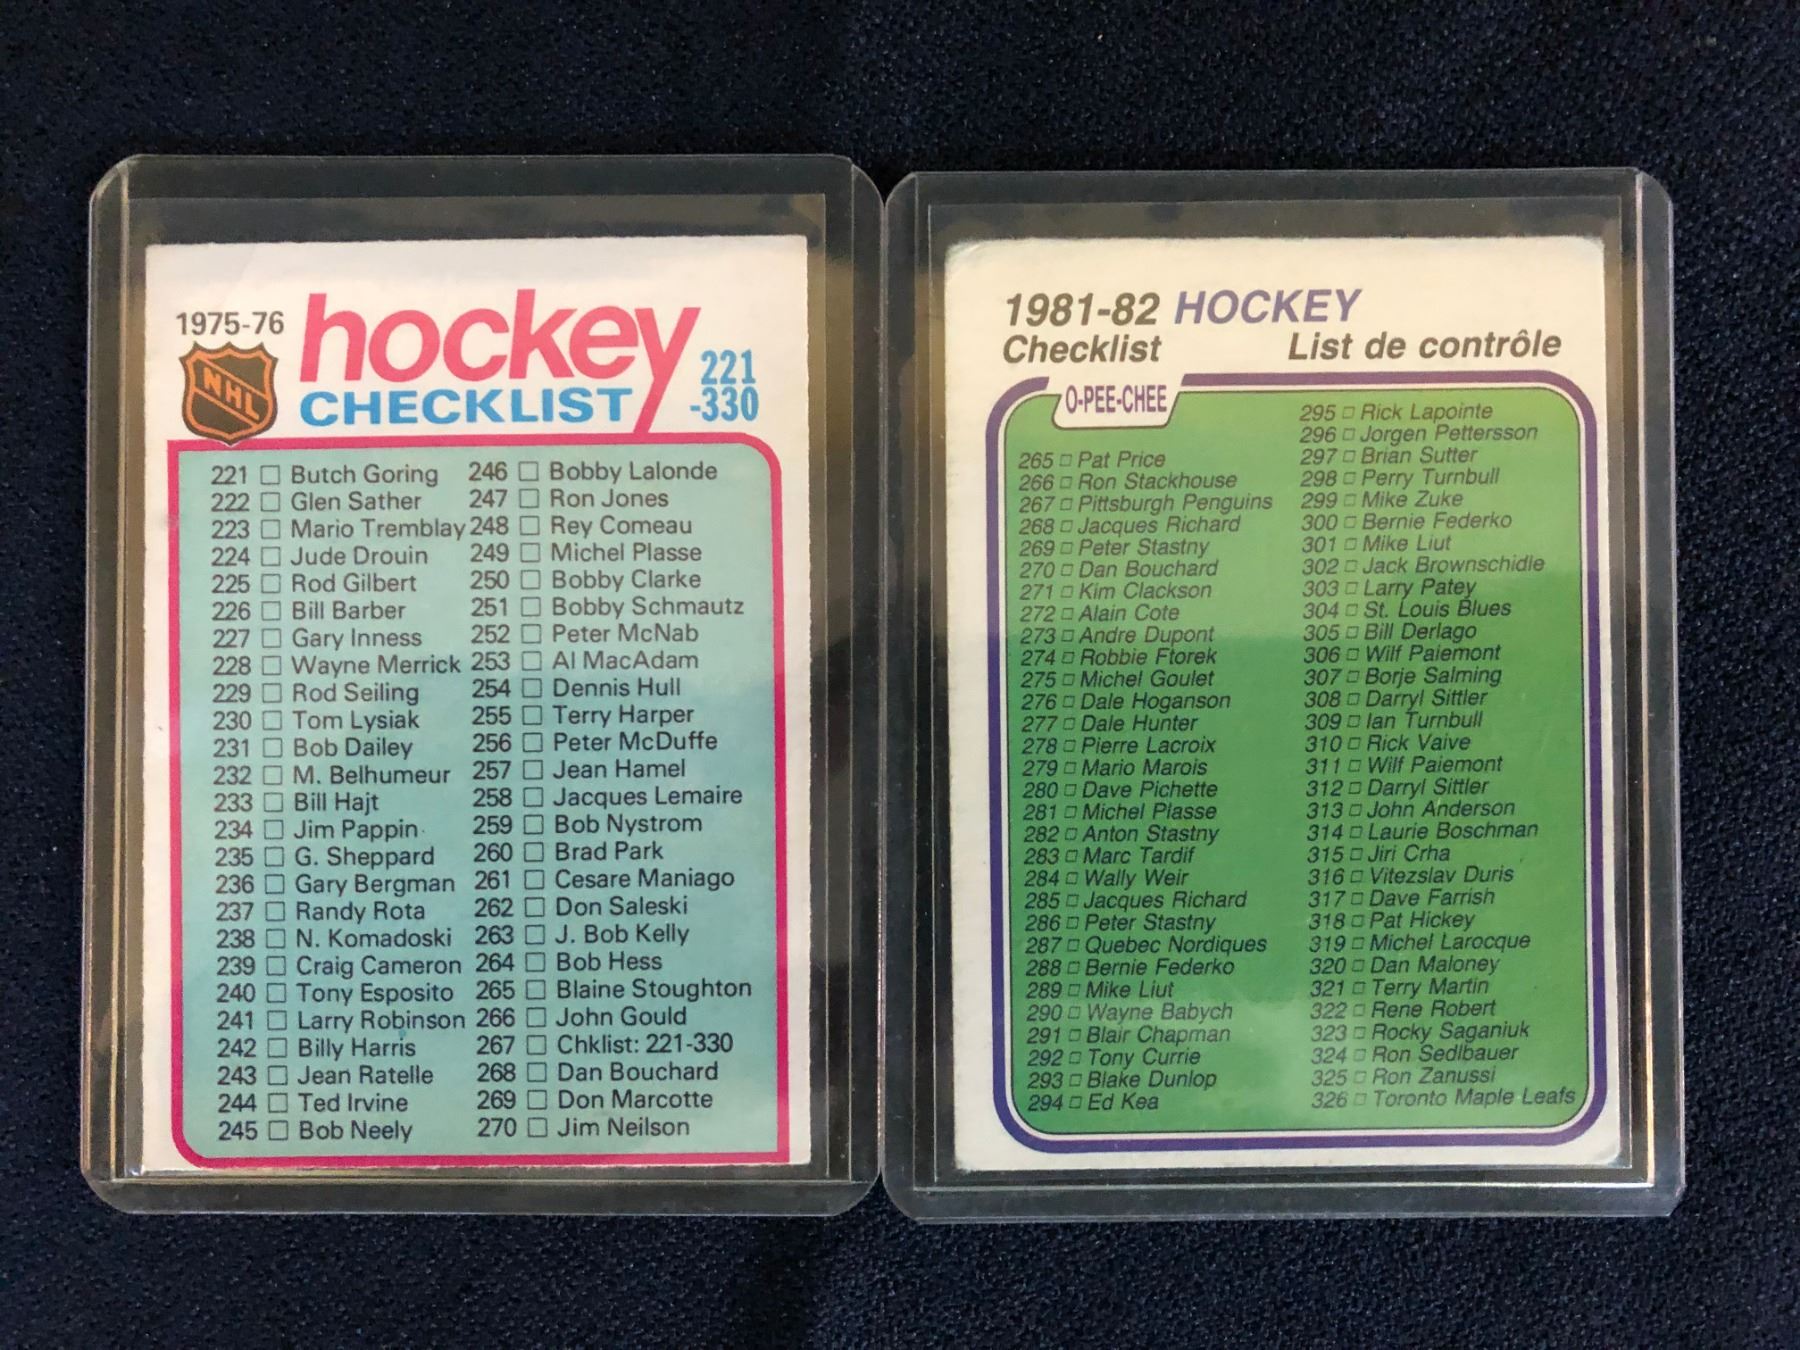 1975-76
hockey
NHL
CHECKLIST
221
-330
221 □ Butch Goring
222 □ Glen Sather
223 □ Mario Tremblay
224 □ Jude Drouin
225 □ Rod Gilbert
226 □ Bill Barber
227 □ Gary Inness
228 □ Wayne Merrick
229 □ Rod Seiling
230 □ Tom Lysiak
231 □ Bob Dailey
232 □ M. Belhumeur
233 □ Bill Hajt
234 □ Jim Pappin
235 □ G. Sheppard
236 □ Gary Bergman
237 □ Randy Rota
238 □ N. Komadoski
239 □ Craig Cameron
240 □ Tony Esposito
241 □ Larry Robinson
242 □ Billy Harris
243 □ Jean Ratelle
244 □ Ted Irvine
245 □ Bob Neely
246 □ Bobby Lalonde
247 □ Ron Jones
248 □ Rey Comeau
249 □ Michel Plasse
250 □ Bobby Clarke
251 □ Bobby Schmautz
252 □ Peter McNab
253 □ Al MacAdam
254 □ Dennis Hull
255 □ Terry Harper
256 □ Peter McDuffe
257 □ Jean Hamel
258 □ Jacques Lemaire
259 □ Bob Nystrom
260 □ Brad Park
261 □ Cesare Maniago
262 □ Don Saleski
263 □ J. Bob Kelly
264 □ Bob Hess
265 □ Blaine Stoughton
266 □ John Gould
267 □ Chklist: 221-330
268 □ Dan Bouchard
269 □ Don Marcotte
270 □ Jim Neilson
1981-82 HOCKEY
Checklist List de contrôle
O-PEE-CHEE
265 □ Pat Price
266 □ Ron Stackhouse
267 □ Pittsburgh Penguins
268 □ Jacques Richard
269 □ Peter Stastny
270 □ Dan Bouchard
271 □ Kim Clackson
272 □ Alain Cote
273 □ Andre Dupont
274 □ Robbie Ftorek
275 □ Michel Goulet
276 □ Dale Hoganson
277 □ Dale Hunter
278 □ Pierre Lacroix
279 □ Mario Marois
280 □ Dave Pichette
281 □ Michel Plasse
282 □ Anton Stastny
283 □ Marc Tardif
284 □ Wally Weir
285 □ Jacques Richard
286 □ Peter Stastny
287 □ Quebec Nordiques
288 □ Bernie Federko
289 □ Mike Liut
290 □ Wayne Babych
291 □ Blair Chapman
292 □ Tony Currie
293 □ Blake Dunlop
294 □ Ed Kea
295 □ Rick Lapointe
296 □ Jorgen Pettersson
297 □ Brian Sutter
298 □ Perry Turnbull
299 □ Mike Zuke
300 □ Bernie Federko
301 □ Mike Liut
302 □ Jack Brownschidle
303 □ Larry Patey
304 □ St. Louis Blues
305 □ Bill Derlago
306 □ Wilf Paiemont
307 □ Borje Salming
308 □ Darryl Sittler
309 □ Ian Turnbull
310 □ Rick Vaive
311 □ Wilf Paiemont
312 □ Darryl Sittler
313 □ John Anderson
314 □ Laurie Boschman
315 □ Jiri Crha
316 □ Vitezslav Duris
317 □ Dave Farrish
318 □ Pat Hickey
319 □ Michel Larocque
320 □ Dan Maloney
321 □ Terry Martin
322 □ Rene Robert
323 □ Rocky Saganiuk
324 □ Ron Sedlbauer
325 □ Ron Zanussi
326 □ Toronto Maple Leafs